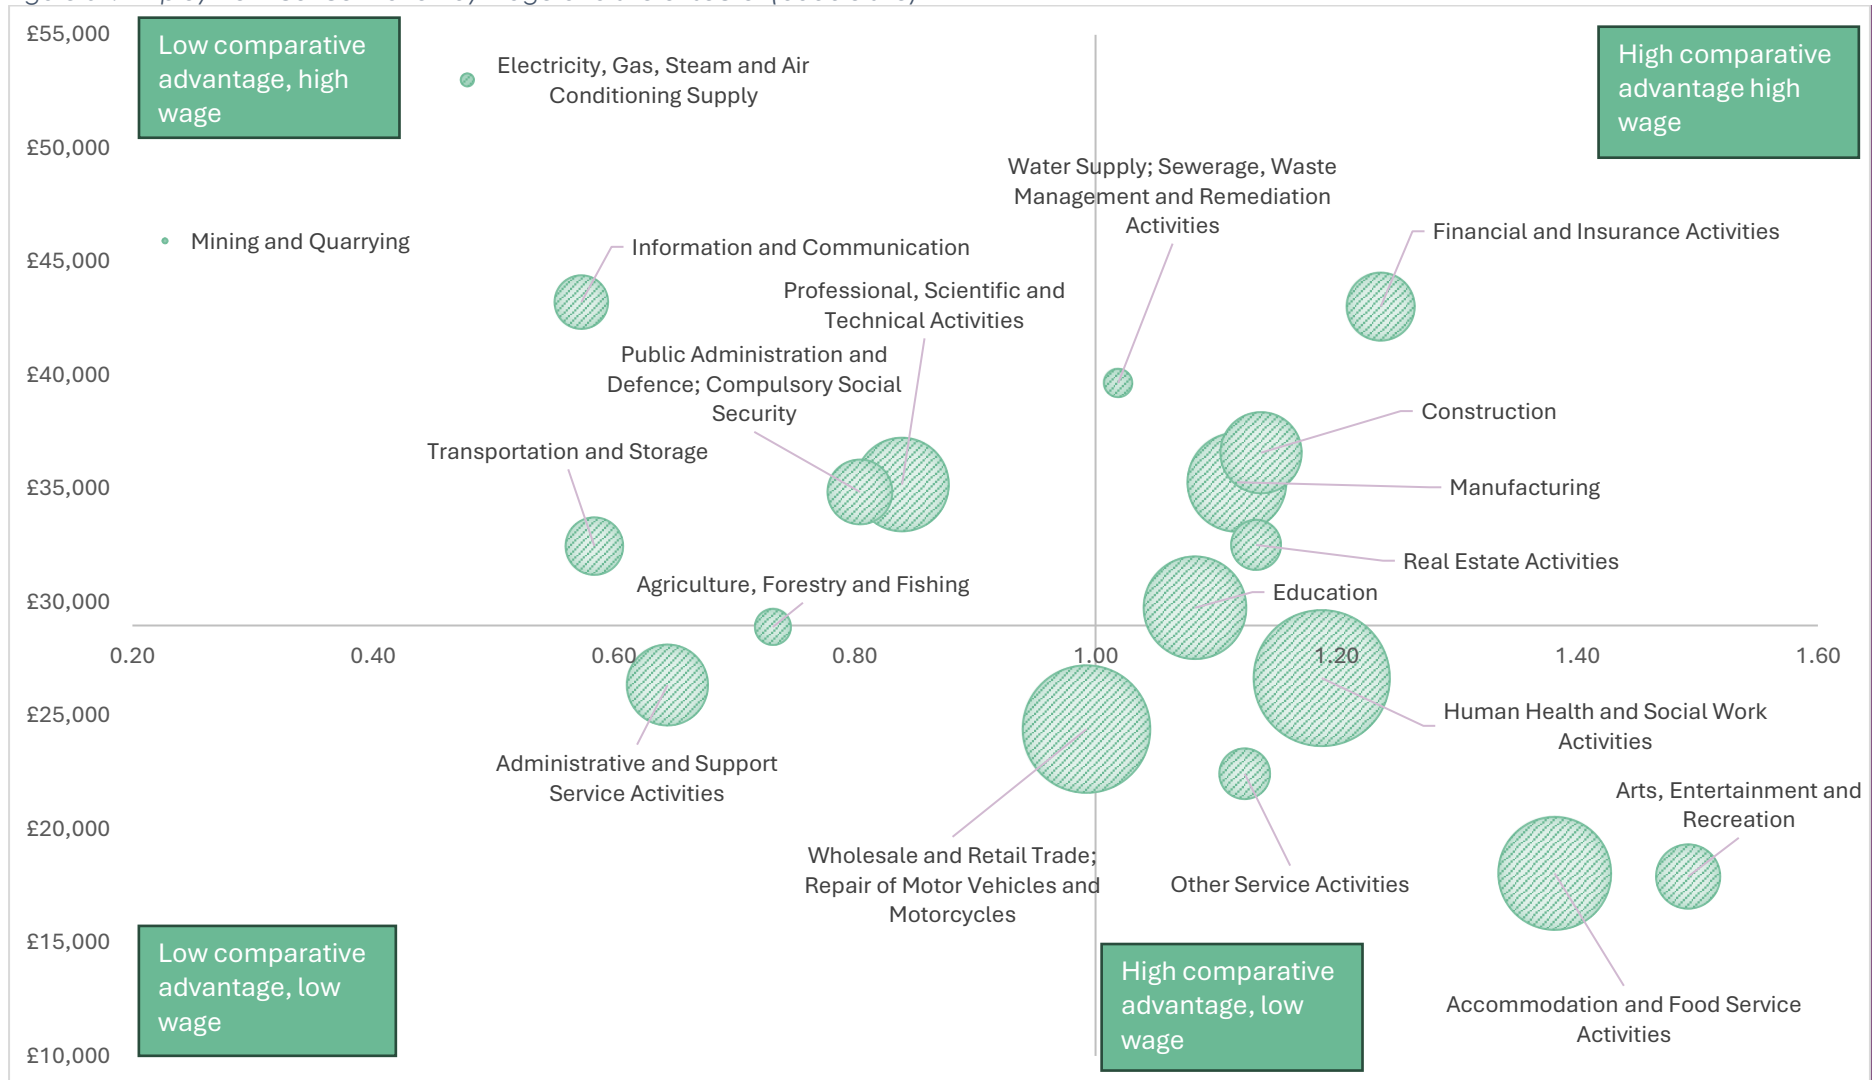 £55,000
Low comparative
advantage, high
wage
Electricity, Gas, Steam and Air
Conditioning Supply
High comparative
advantage high
wage
£50,000
Water Supply; Sewerage, Waste
Management and Remediation
Activities
Mining and Quarrying
Information and Communication
Financial and Insurance Activities
£45,000
Professional, Scientific and
Technical Activities
Public Administration and
Defence; Compulsory Social
Security
£40,000
Construction
Transportation and Storage
£35,000
Manufacturing
Real Estate Activities
Agriculture, Forestry and Fishing
Education
£30,000
0.20
0.40
0.60
0.80
1.00
1.20
1.40
1.60
£25,000
Human Health and Social Work
Activities
Administrative and Support
Service Activities
Arts, Entertainment and
Recreation
£20,000
Wholesale and Retail Trade;
Repair of Motor Vehicles and
Motorcycles
Other Service Activities
£15,000
Low comparative
advantage, low
wage
High comparative
advantage, low
wage
Accommodation and Food Service
Activities
£10,000